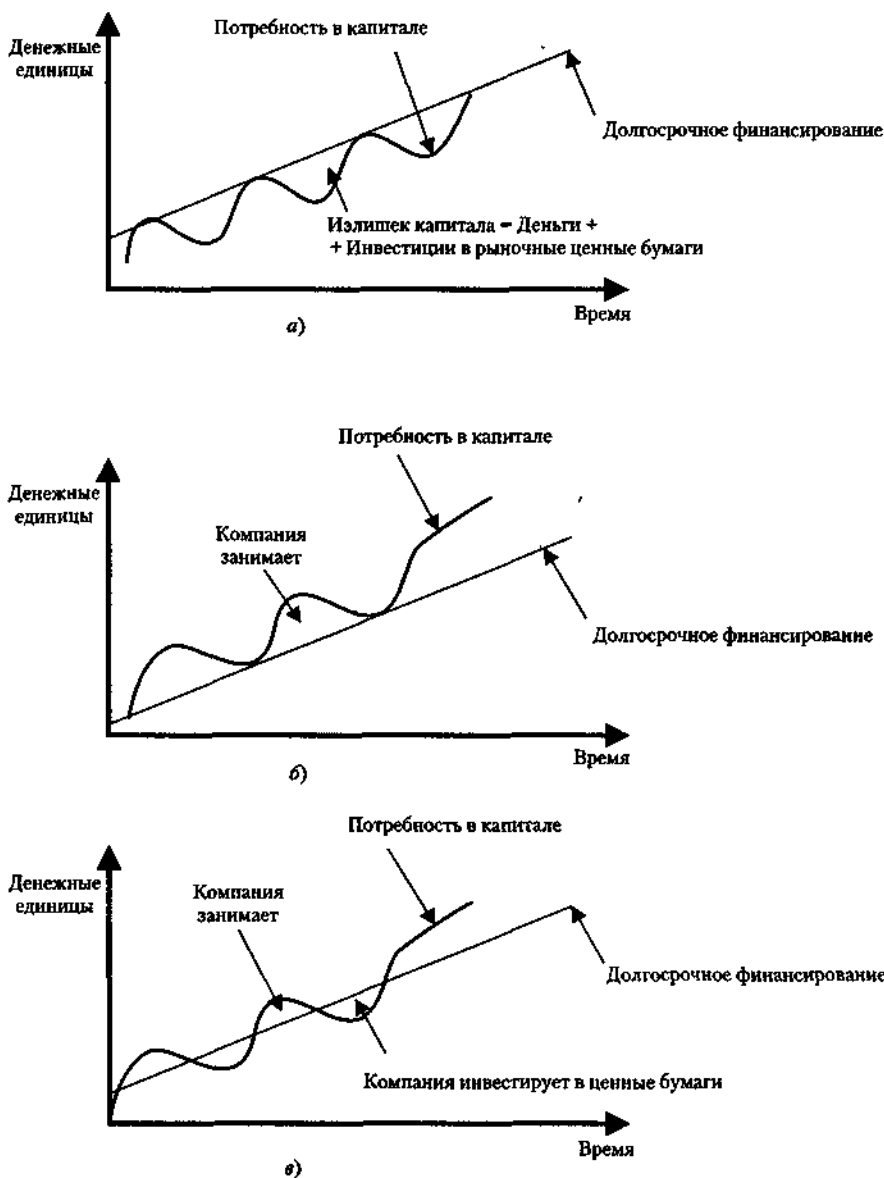 Потребность в капитале
Денежные
единицы
Долгосрочное финансирование
Иэлишек капитала = Деньги +
+ Инвестиции в рыночные ценные бумаги
Время
а)
Потребность в капитале
Денежные
единицы
Компания
занимает
Долгосрочное финансирование
Время
б)
Потребность в капитале
Денежные
единицы
Компания
занимает
Долгосрочное финансирование
Компания инвестирует в ценные бумаги
Время
в)